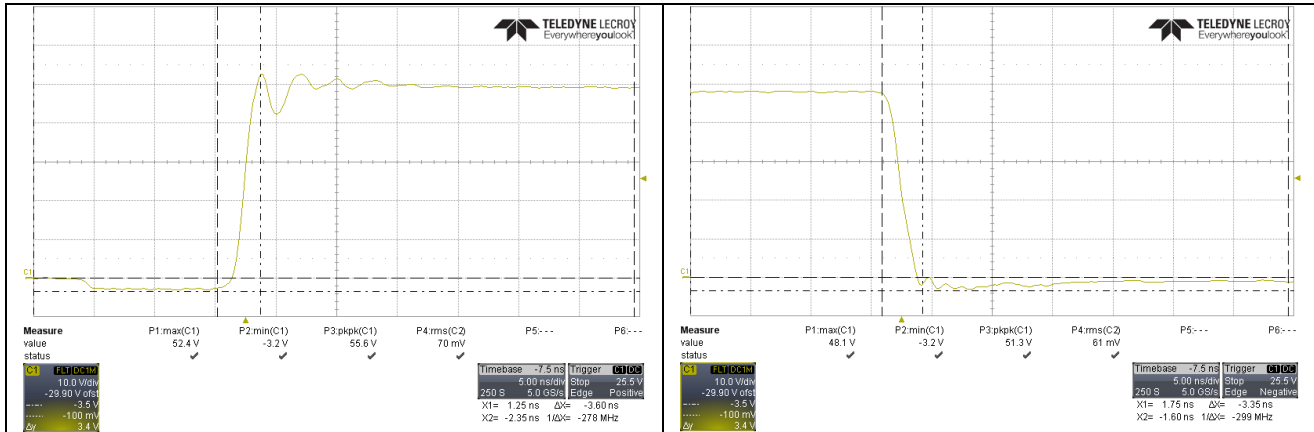 TELEDYNE LECROY
Everywhereyoulook
C1
Measure P1:max(C1) P2:min(C1) P3:pkpk(C1) P4:rms(C2) P5:--- P6:---
value 52.4 V -3.2 V 55.6 V 70 mV
status ✓ ✓ ✓ ✓
C1 FLT DC1M
10.0 V/div
-29.90 V ofst
-3.5 V
-100 mV
Δy 3.4 V
Timebase -7.5 ns Trigger C1 DC
5.00 ns/div Stop 25.5 V
250 S 5.0 GS/s Edge Positive
X1= 1.25 ns ΔX= -3.60 ns
X2= -2.35 ns 1/ΔX= -278 MHz
TELEDYNE LECROY
Everywhereyoulook
C1
Measure P1:max(C1) P2:min(C1) P3:pkpk(C1) P4:rms(C2) P5:--- P6:---
value 48.1 V -3.2 V 51.3 V 61 mV
status ✓ ✓ ✓ ✓
C1 FLT DC1M
10.0 V/div
-29.90 V ofst
-3.5 V
-100 mV
Δy 3.4 V
Timebase -7.5 ns Trigger C1 DC
5.00 ns/div Stop 25.5 V
250 S 5.0 GS/s Edge Negative
X1= 1.75 ns ΔX= -3.35 ns
X2= -1.60 ns 1/ΔX= -299 MHz